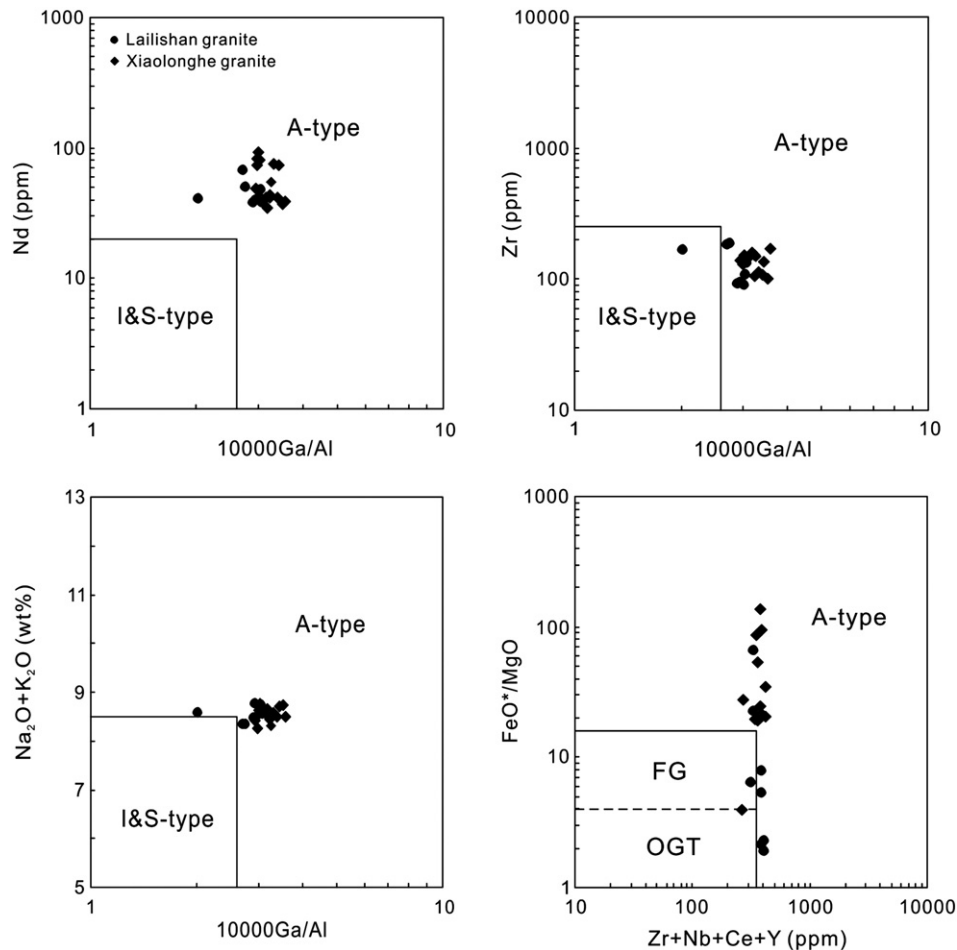 1000
Lailishan granite
Xiaolonghe granite
A-type
100
Nd (ppm)
10
I&S-type
1
1
10000Ga/Al
10
10000
A-type
1000
Zr (ppm)
100
I&S-type
10
1
10000Ga/Al
10
13
11
A-type
Na₂O+K₂O (wt%)
9
7
I&S-type
5
1
10000Ga/Al
10
1000
A-type
100
FeO*/MgO
10
FG
OGT
1
10
100
1000
10000
Zr+Nb+Ce+Y (ppm)